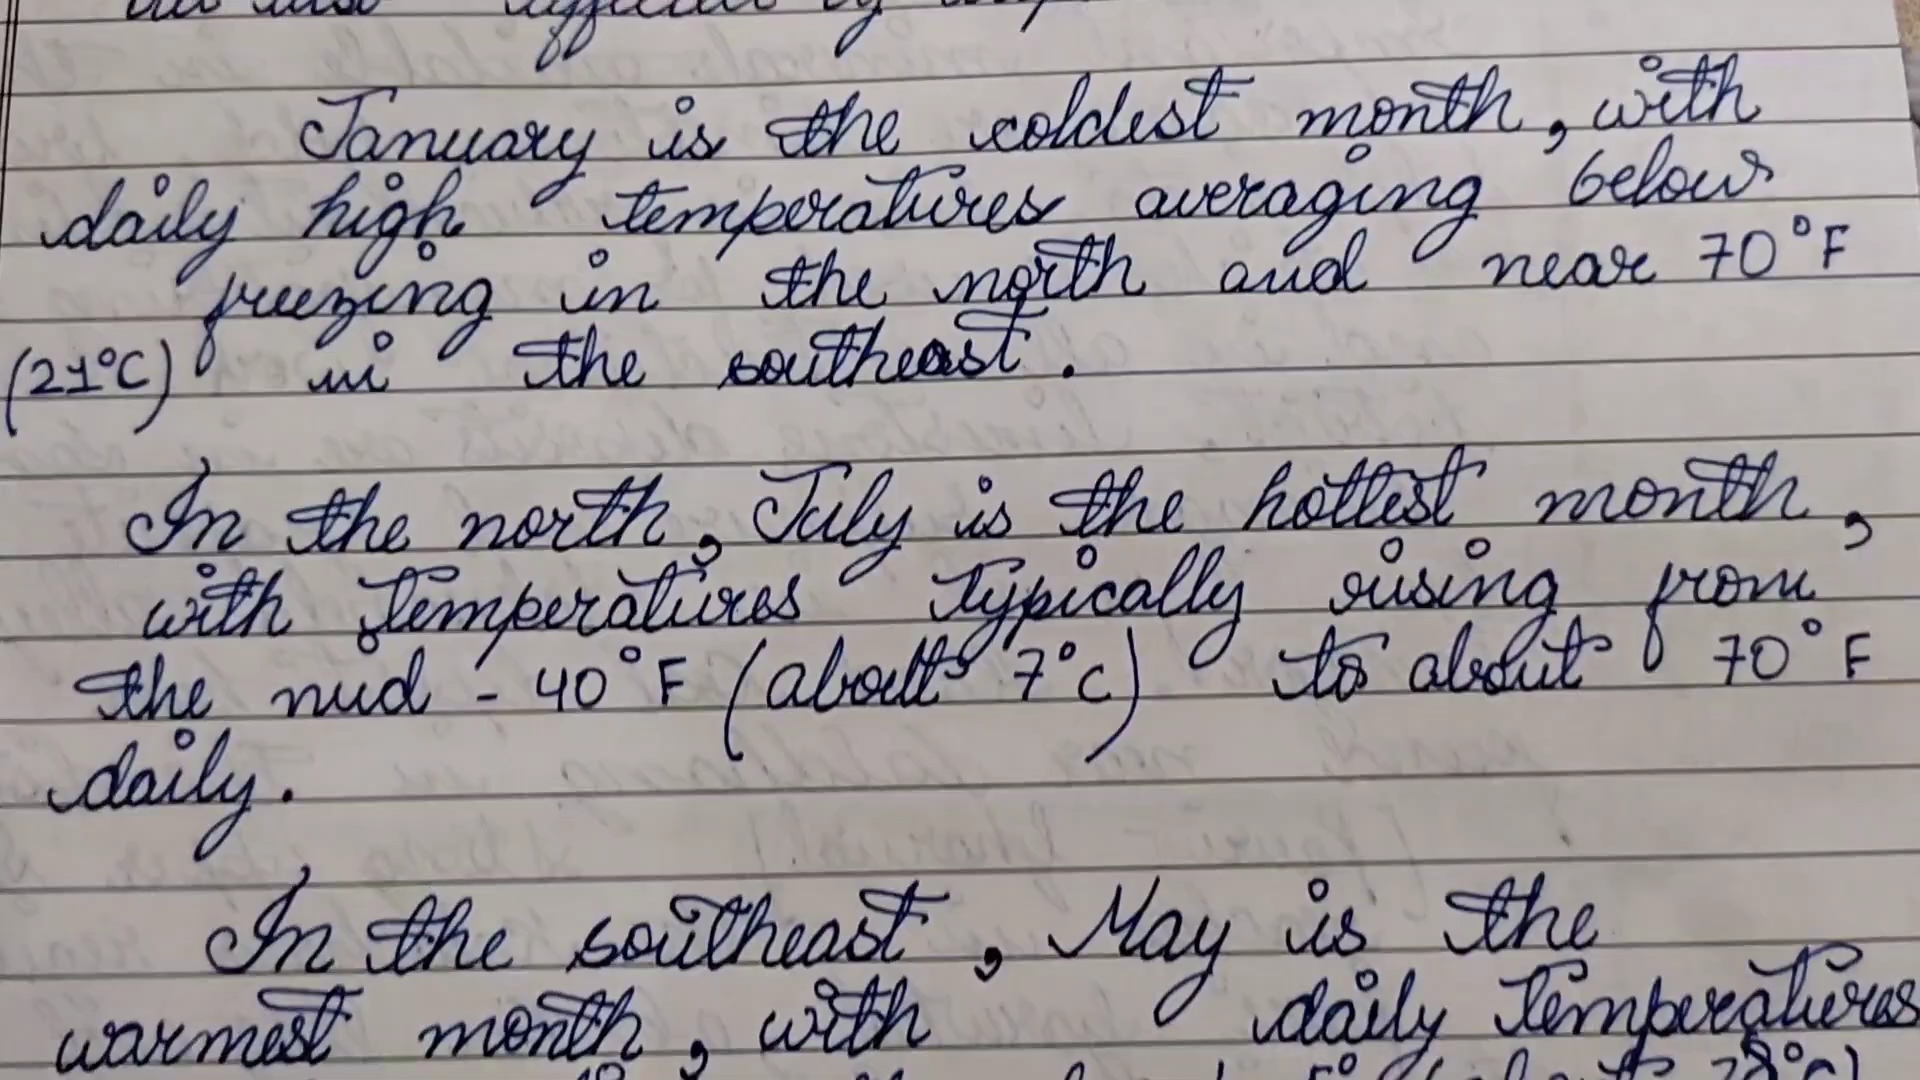 January is the coldest month, with
daily high temperatures averaging below
freezing in the north and near 70°F
(21°C) in the southeast.
In the north, July is the hottest month,
with temperatures typically rising from
the mid - 40°F (about 7°C) to about 70°F
daily.
In the southeast, May is the
warmest month, with daily temperatures